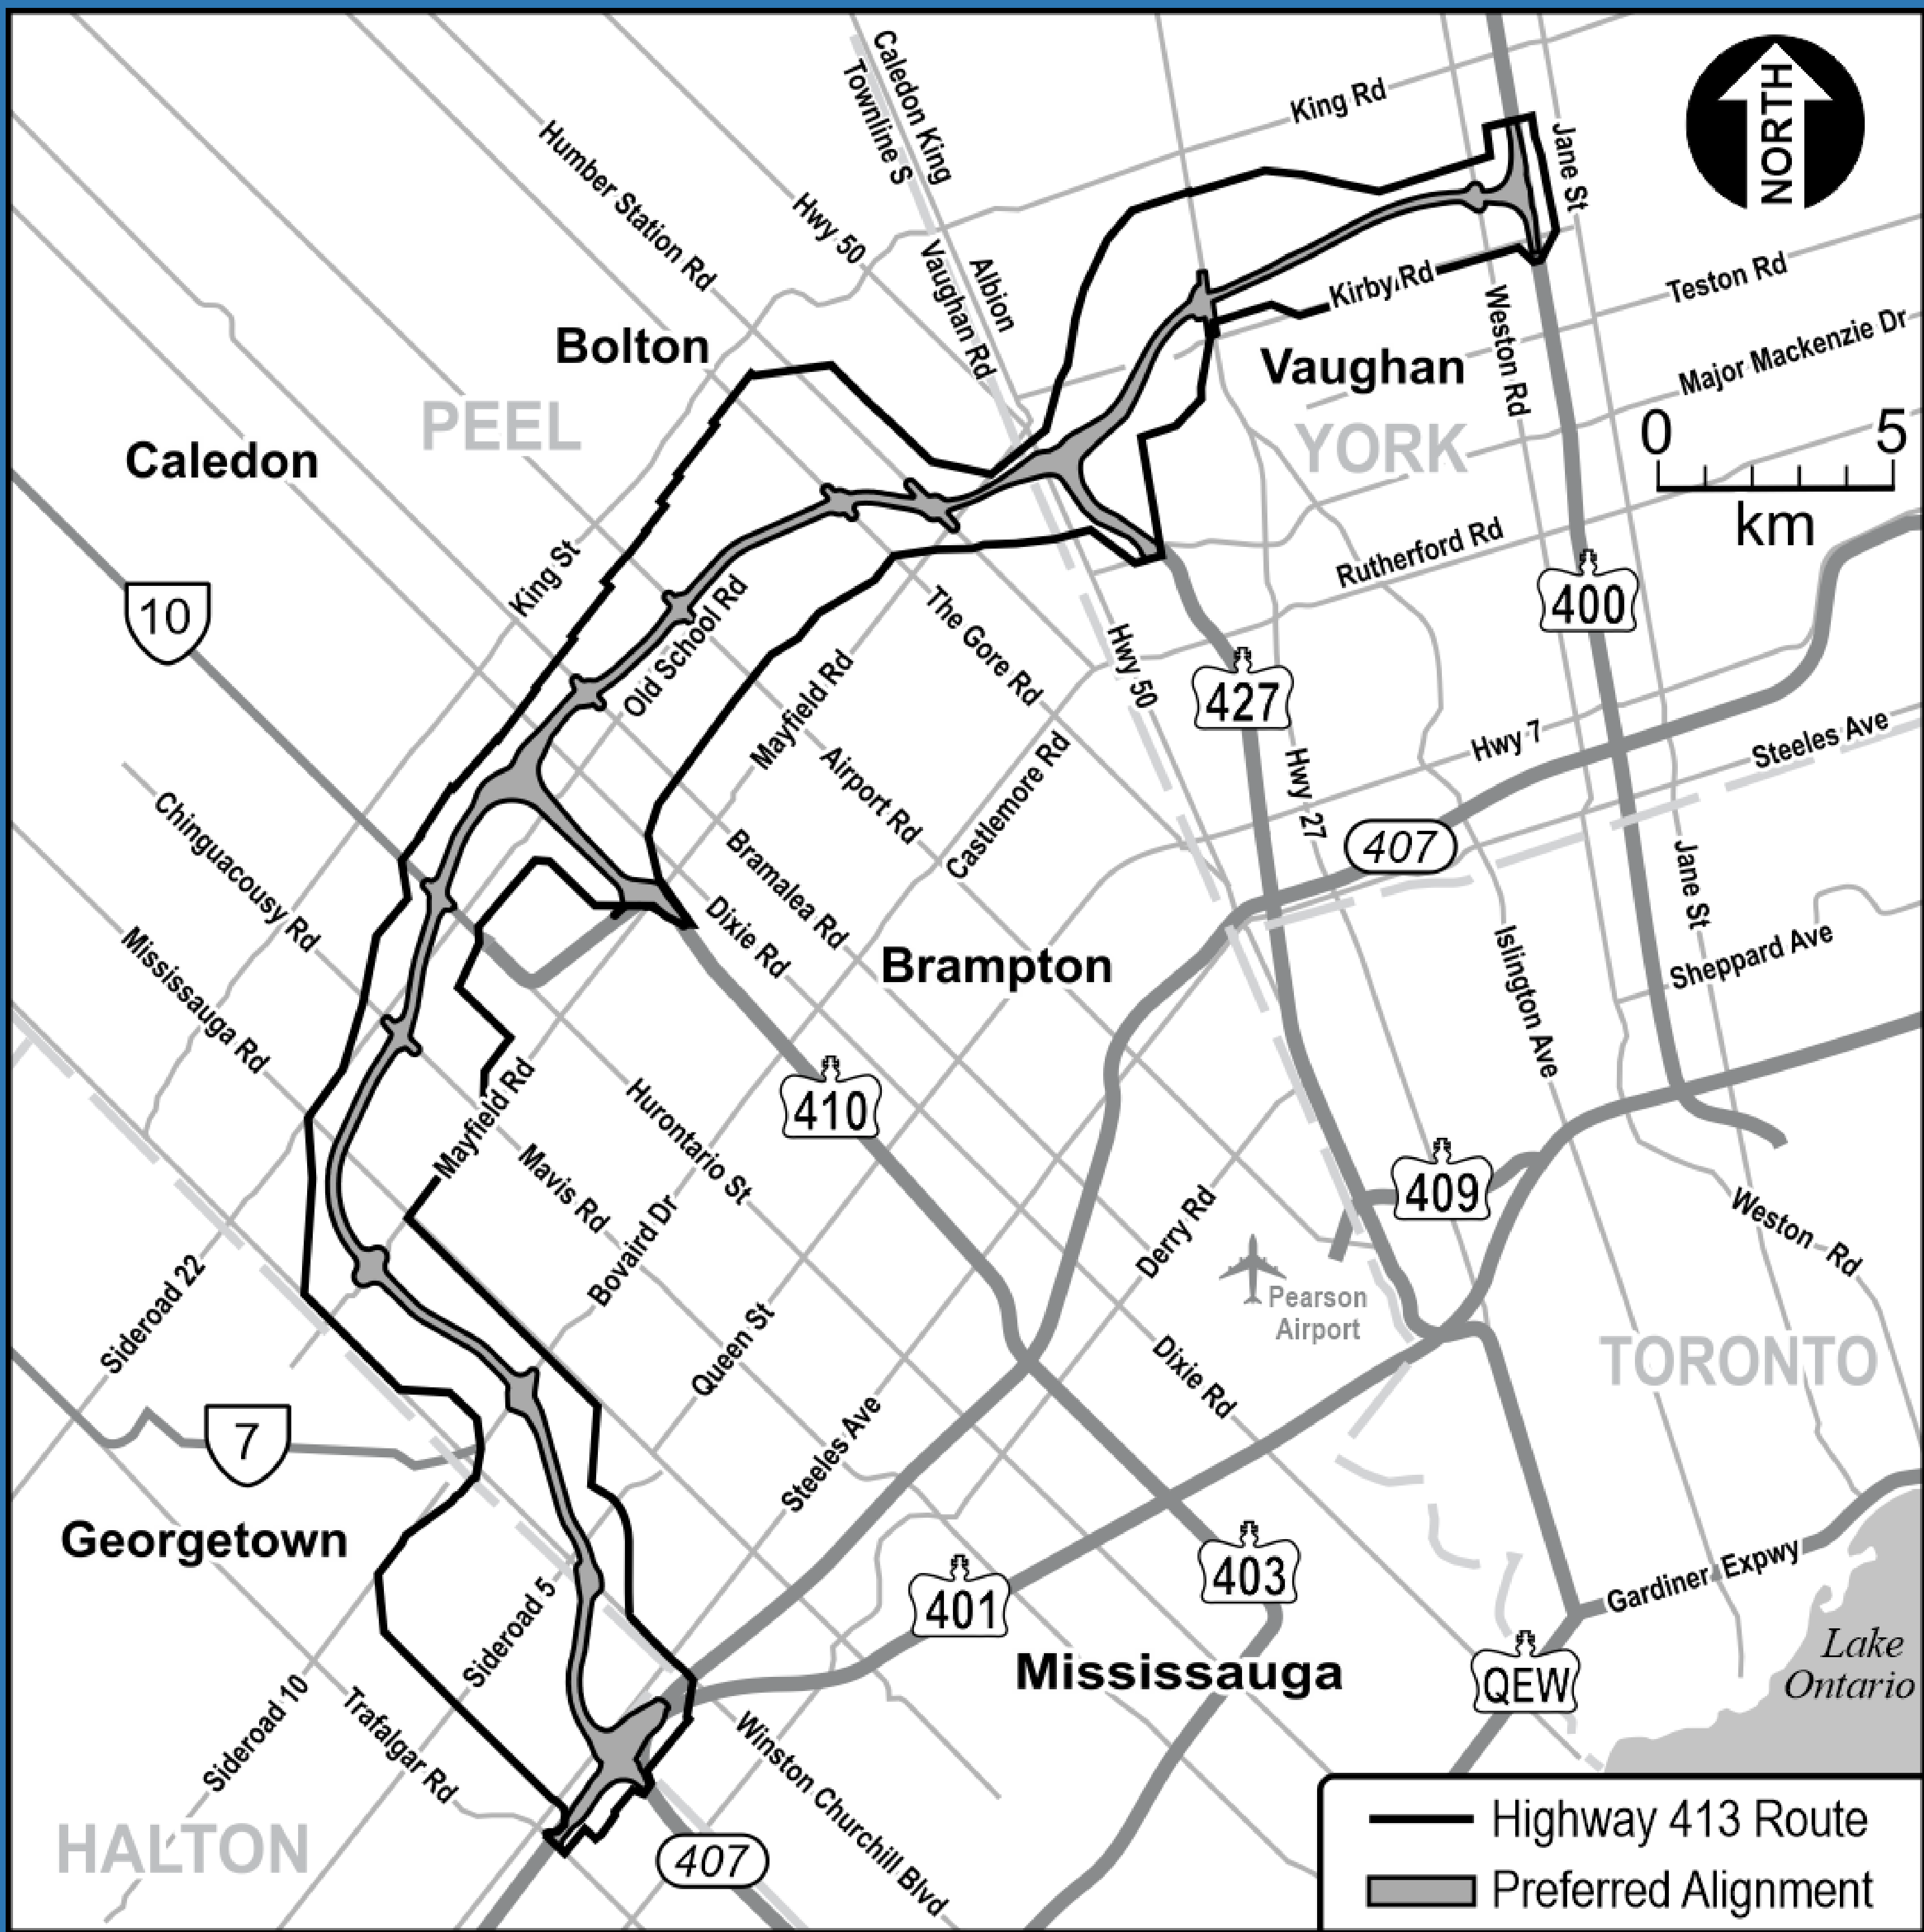 Caledon King
Townline S
King Rd
NORTH
Jane St
Humber Station Rd
Hwy 50
Albion
Vaughan Rd
Kirby Rd
Teston Rd
Weston Rd
Major Mackenzie Dr
Bolton
Vaughan
PEEL
YORK
Caledon
0
5
km
Rutherford Rd
King St
10
400
Old School Rd
The Gore Rd
Hwy 50
427
Mayfield Rd
Hwy 7
Steeles Ave
Airport Rd
Castlemore Rd
Hwy 27
407
Chinguacousy Rd
Bramalea Rd
Jane St
Dixie Rd
Mississauga Rd
Brampton
Sheppard Ave
Islington Ave
Mayfield Rd
410
Hurontario St
Mavis Rd
409
Weston Rd
Bovaird Dr
Derry Rd
Sideroad 22
Pearson
Airport
Queen St
Dixie Rd
TORONTO
7
Steeles Ave
Georgetown
403
401
Gardiner Expwy
Sideroad 5
Mississauga
QEW
Lake
Ontario
Sideroad 10
Trafalgar Rd
Winston Churchill Blvd
HALTON
407
Highway 413 Route
Preferred Alignment